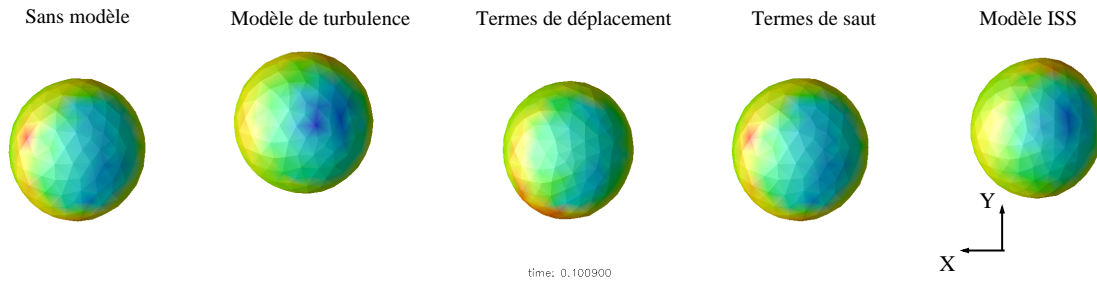 Sans modèle
Modèle de turbulence
Termes de déplacement
Termes de saut
Modèle ISS
Y
X
time: 0.100900